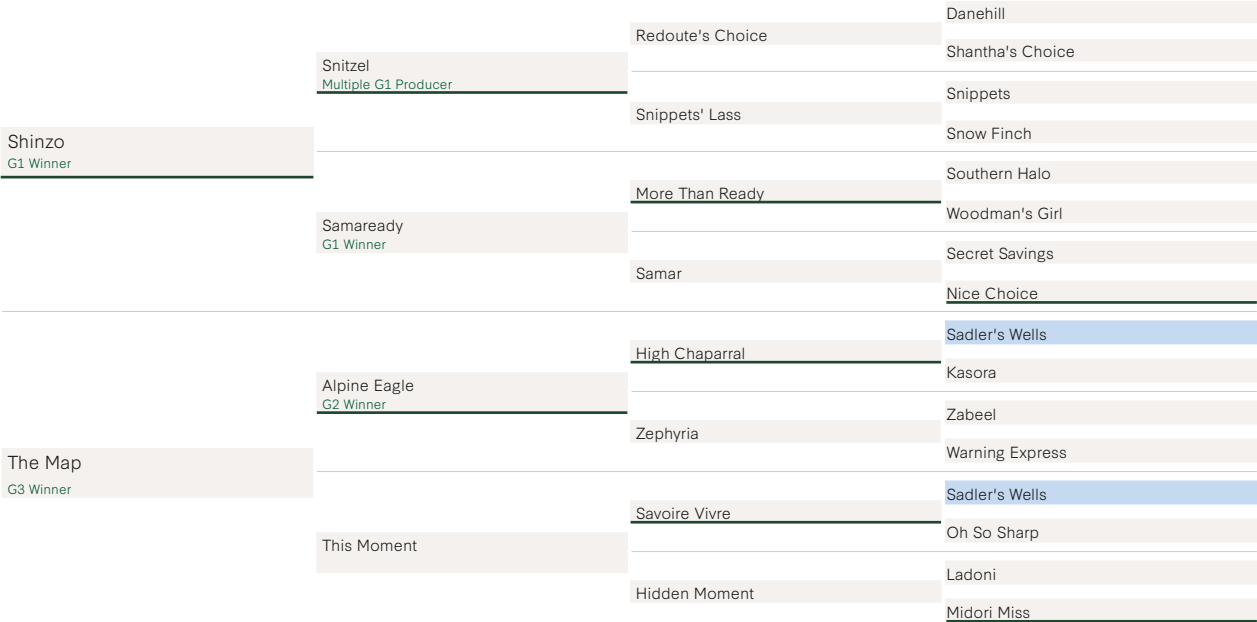 Shinzo
G1 Winner
The Map
G3 Winner
Snitzel
Multiple G1 Producer
Samaready
G1 Winner
Alpine Eagle
G2 Winner
This Moment
Redoute's Choice
Snippets' Lass
More Than Ready
Samar
High Chaparral
Zephyria
Savoire Vivre
Hidden Moment
Danehill
Shantha's Choice
Snippets
Snow Finch
Southern Halo
Woodman's Girl
Secret Savings
Nice Choice
Sadler's Wells
Kasora
Zabeel
Warning Express
Sadler's Wells
Oh So Sharp
Ladoni
Midori Miss